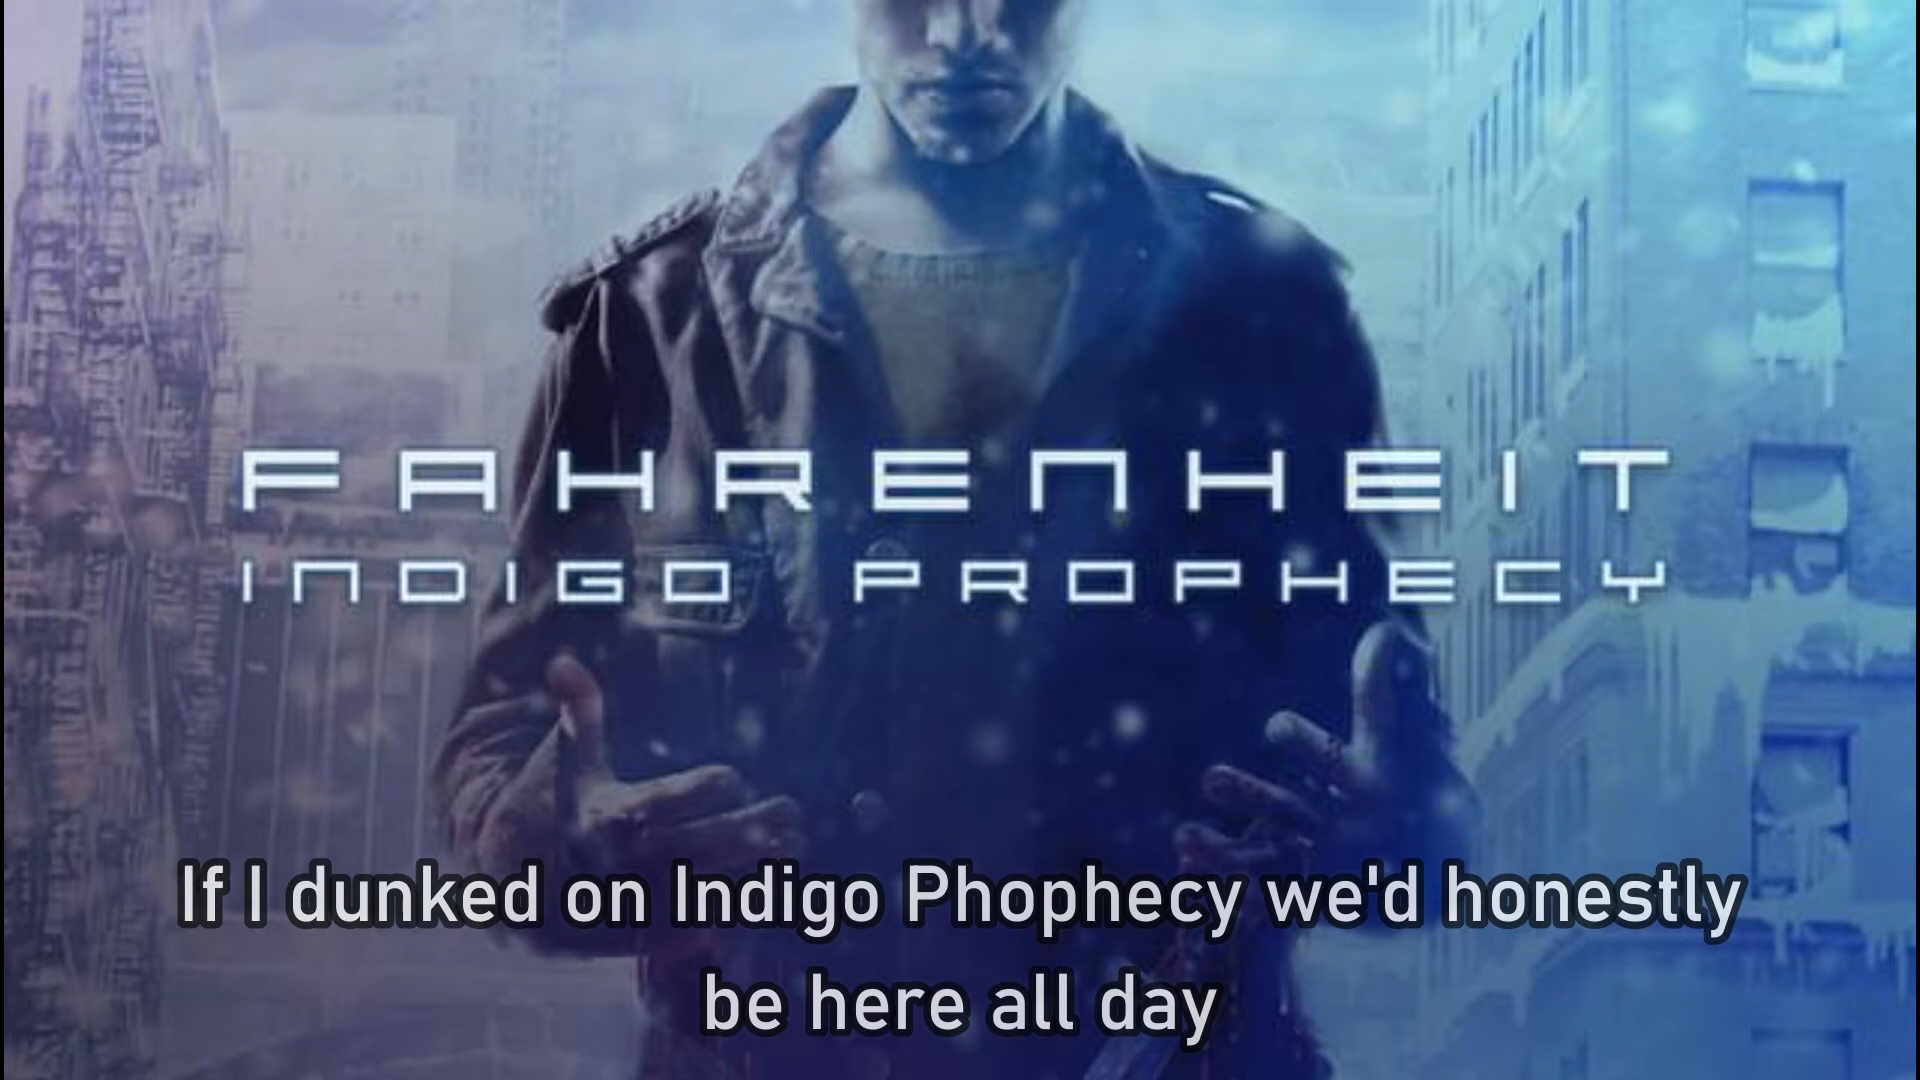 FAHRENHEIT
INDIGO PROPHECY
If I dunked on Indigo Phophecy we'd honestly
be here all day